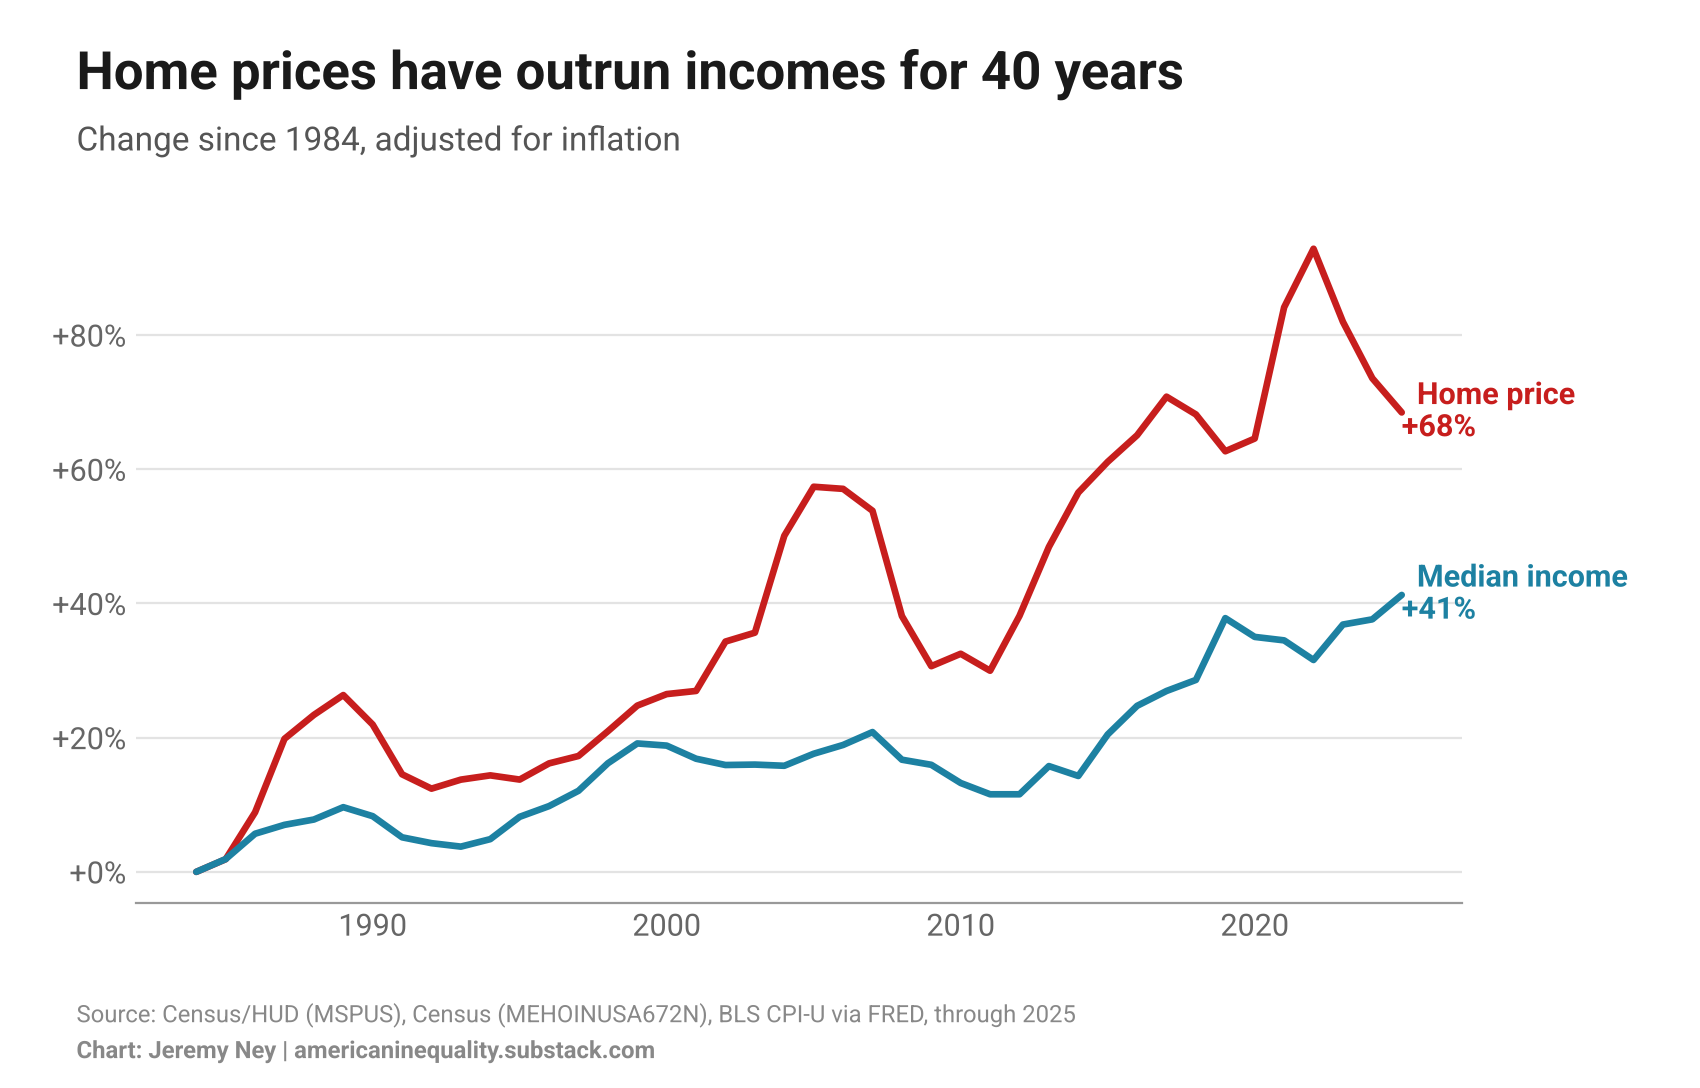 Home prices have outrun incomes for 40 years
Change since 1984, adjusted for inflation
+80%
Home price
+68%
+60%
Median income
+40%
+41%
+20%
+0%
1990 2000 2010 2020
Source: Census/HUD (MSPUS), Census (MEHOINUSA672N), BLS CPI-U via FRED, through 2025
Chart: Jeremy Ney | americaninequality.substack.com